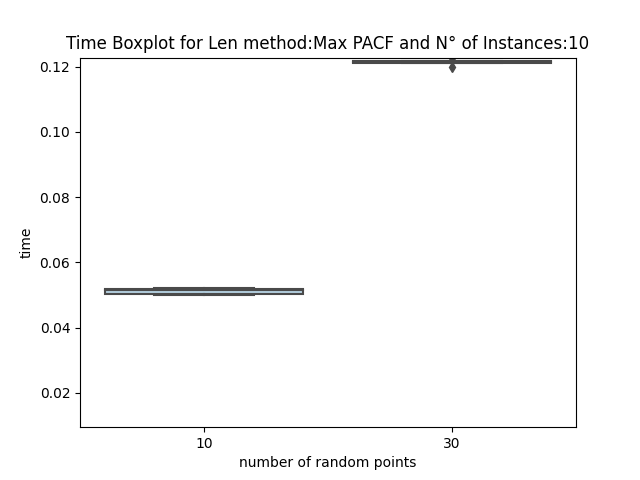 Time Boxplot for Len method:Max PACF and N° of Instances:10
0.12
0.10
0.08
0.06
0.04
0.02
time
10 30
number of random points